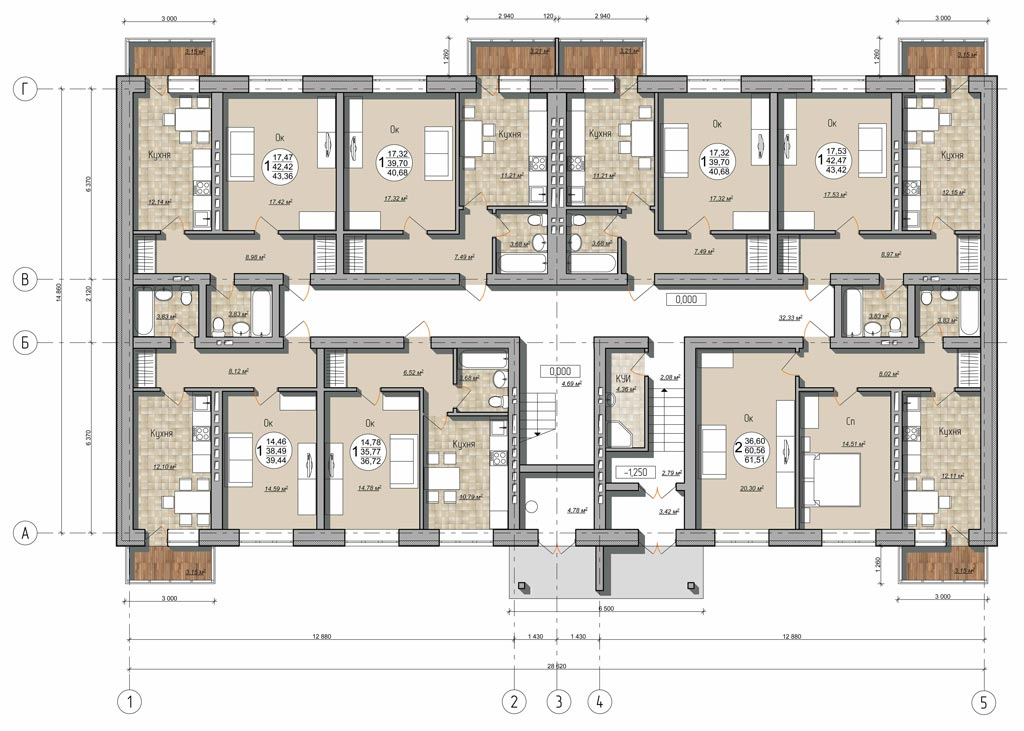 3 000
2 940
120
2 940
3 000
1 260
1 260
3,15 м²
3,21 м²
3,21 м²
3,15 м²
Г
Кухня
Ок
Ок
Кухня
Кухня
Ок
Ок
Кухня
17,47
1 42,42
43,36
17,32
1 39,70
40,68
17,32
1 39,70
40,68
17,53
1 42,47
43,42
11,21 м²
11,21 м²
12,14 м²
17,42 м²
17,32 м²
17,32 м²
17,53 м²
12,15 м²
6 370
3,68 м²
3,68 м²
8,98 м²
7,49 м²
7,49 м²
8,97 м²
В
14 860
2 120
0,000
3,83 м²
3,83 м²
32,33 м²
3,83 м²
3,83 м²
Б
8,12 м²
6,52 м²
3,68 м²
0,000
4,69 м²
КУИ
4,36 м²
2,08 м²
8,02 м²
6 370
Кухня
Ок
Ок
Кухня
Ок
Сп
Кухня
14,46
1 38,49
39,44
14,78
1 35,77
36,72
36,60
2 60,56
61,51
14,51 м²
12,10 м²
14,59 м²
14,78 м²
10,79 м²
-1,250
2,79 м²
20,30 м²
12,11 м²
4,78 м²
3,42 м²
А
3,15 м²
3,15 м²
1 260
3 000
6 500
3 000
12 880
1 430
1 430
12 880
28 620
1
2
3
4
5